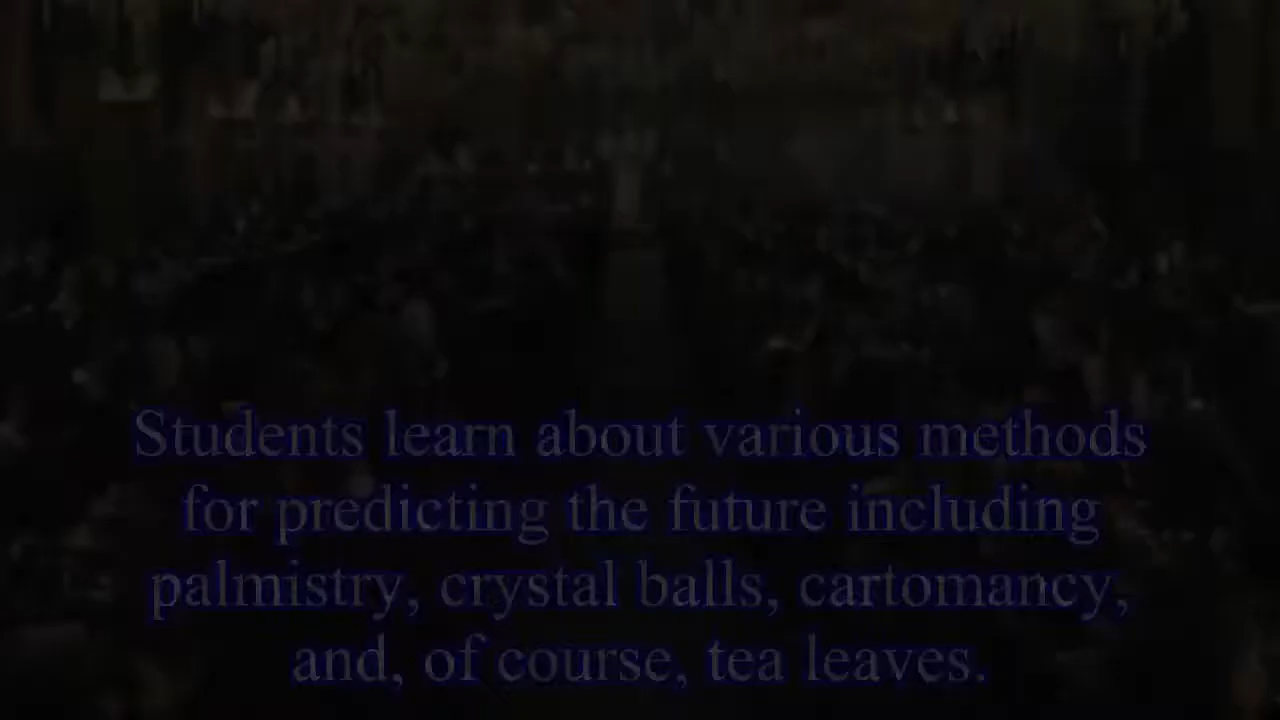 Students learn about various methods
for predicting the future including
palmistry, crystal balls, cartomancy,
and, of course, tea leaves.